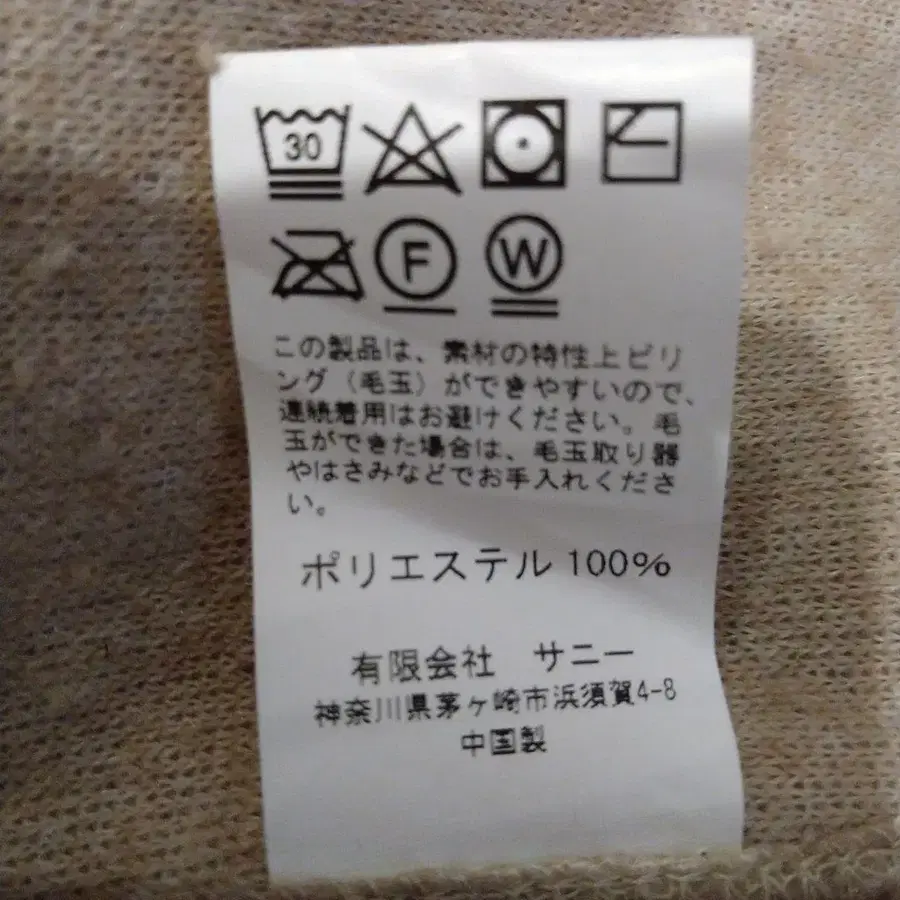 30
F W
この製品は、素材の特性上ピリ
ング（毛玉）ができやすいので、
連続着用はお避けください。毛
玉ができた場合は、毛玉取り器
やはさみなどでお手入れくださ
い。
ポリエステル 100%
有限会社　サニー
神奈川県茅ヶ崎市浜須賀4-8
中国製